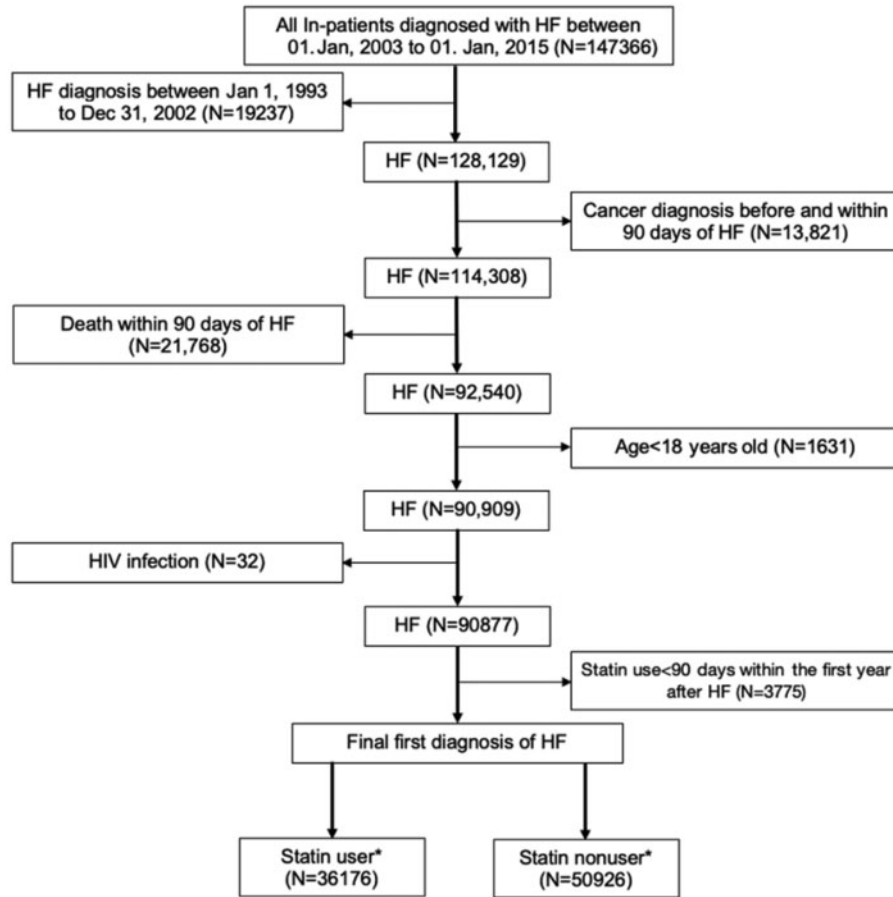 All In-patients diagnosed with HF between
01. Jan, 2003 to 01. Jan, 2015 (N=147366)
HF diagnosis between Jan 1, 1993
to Dec 31, 2002 (N=19237)
HF (N=128,129)
Cancer diagnosis before and within
90 days of HF (N=13,821)
HF (N=114,308)
Death within 90 days of HF
(N=21,768)
HF (N=92,540)
Age<18 years old (N=1631)
HF (N=90,909)
HIV infection (N=32)
HF (N=90877)
Statin use<90 days within the first year
after HF (N=3775)
Final first diagnosis of HF
Statin user*
(N=36176)
Statin nonuser*
(N=50926)